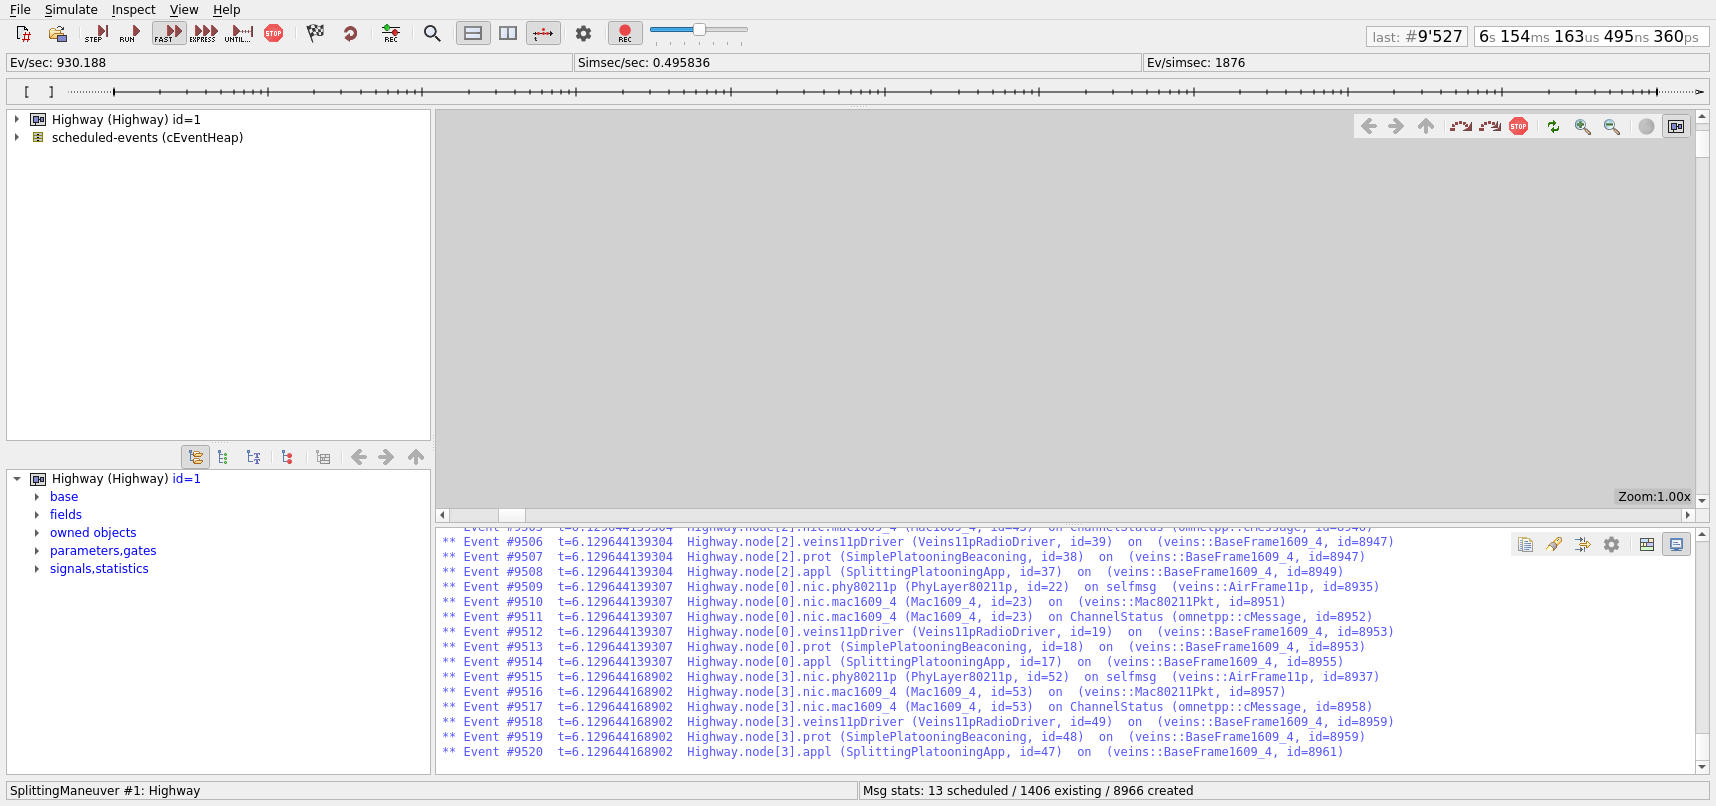 File Simulate Inspect View Help
STEP RUN FAST EXPRESS UNTIL... STOP REC REC
last: #9'527 6s 154ms 163us 495ns 360ps
Ev/sec: 930.188 Simsec/sec: 0.495836 Ev/simsec: 1876
[ ]
Highway (Highway) id=1
scheduled-events (cEventHeap)
STOP
Highway (Highway) id=1
base
fields
owned objects
parameters,gates
signals,statistics
Zoom:1.00x
** Event #9506 t=6.129644139304 Highway.node[2].veins11pDriver (Veins11pRadioDriver, id=39) on (veins::BaseFrame1609_4, id=8947)
** Event #9507 t=6.129644139304 Highway.node[2].prot (SimplePlatooningBeaconing, id=38) on (veins::BaseFrame1609_4, id=8947)
** Event #9508 t=6.129644139304 Highway.node[2].appl (SplittingPlatooningApp, id=37) on (veins::BaseFrame1609_4, id=8949)
** Event #9509 t=6.129644139307 Highway.node[0].nic.phy80211p (PhyLayer80211p, id=22) on selfmsg (veins::AirFrame11p, id=8935)
** Event #9510 t=6.129644139307 Highway.node[0].nic.mac1609_4 (Mac1609_4, id=23) on (veins::Mac80211Pkt, id=8951)
** Event #9511 t=6.129644139307 Highway.node[0].nic.mac1609_4 (Mac1609_4, id=23) on ChannelStatus (omnetpp::cMessage, id=8952)
** Event #9512 t=6.129644139307 Highway.node[0].veins11pDriver (Veins11pRadioDriver, id=19) on (veins::BaseFrame1609_4, id=8953)
** Event #9513 t=6.129644139307 Highway.node[0].prot (SimplePlatooningBeaconing, id=18) on (veins::BaseFrame1609_4, id=8953)
** Event #9514 t=6.129644139307 Highway.node[0].appl (SplittingPlatooningApp, id=17) on (veins::BaseFrame1609_4, id=8955)
** Event #9515 t=6.129644168902 Highway.node[3].nic.phy80211p (PhyLayer80211p, id=52) on selfmsg (veins::AirFrame11p, id=8937)
** Event #9516 t=6.129644168902 Highway.node[3].nic.mac1609_4 (Mac1609_4, id=53) on (veins::Mac80211Pkt, id=8957)
** Event #9517 t=6.129644168902 Highway.node[3].nic.mac1609_4 (Mac1609_4, id=53) on ChannelStatus (omnetpp::cMessage, id=8958)
** Event #9518 t=6.129644168902 Highway.node[3].veins11pDriver (Veins11pRadioDriver, id=49) on (veins::BaseFrame1609_4, id=8959)
** Event #9519 t=6.129644168902 Highway.node[3].prot (SimplePlatooningBeaconing, id=48) on (veins::BaseFrame1609_4, id=8959)
** Event #9520 t=6.129644168902 Highway.node[3].appl (SplittingPlatooningApp, id=47) on (veins::BaseFrame1609_4, id=8961)
SplittingManeuver #1: Highway Msg stats: 13 scheduled / 1406 existing / 8966 created